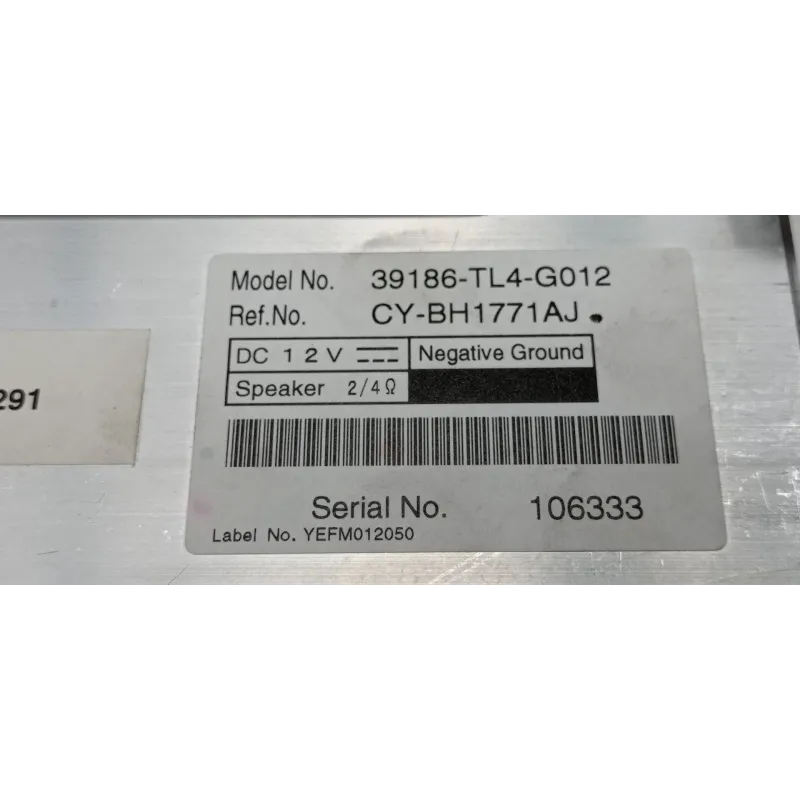 Model No. 39186-TL4-G012
Ref.No. CY-BH1771AJ
DC 12V Negative Ground
Speaker 2/4Ω
291
Serial No. 106333
Label No. YEFM012050